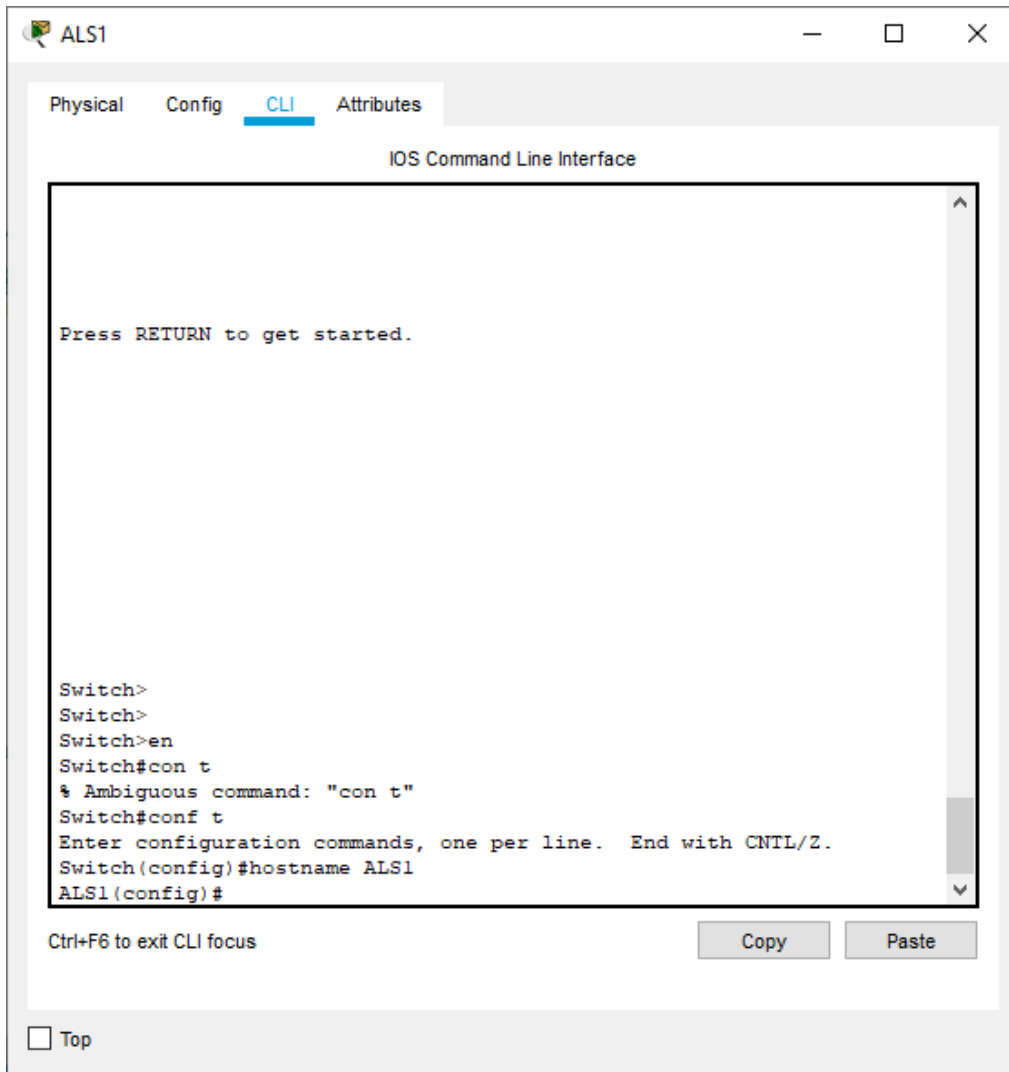 ALS1
Physical Config CLI Attributes
IOS Command Line Interface
Press RETURN to get started.
Switch>
Switch>
Switch>en
Switch#con t
% Ambiguous command: "con t"
Switch#conf t
Enter configuration commands, one per line.  End with CNTL/Z.
Switch(config)#hostname ALS1
ALS1(config)#
Ctrl+F6 to exit CLI focus
Copy Paste
Top